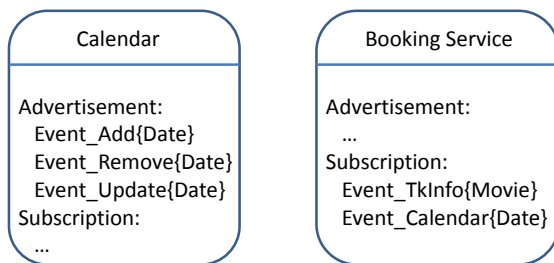 Calendar
Advertisement:
Event_Add{Date}
Event_Remove{Date}
Event_Update{Date}
Subscription:
...
Booking Service
Advertisement:
...
Subscription:
Event_TkInfo{Movie}
Event_Calendar{Date}